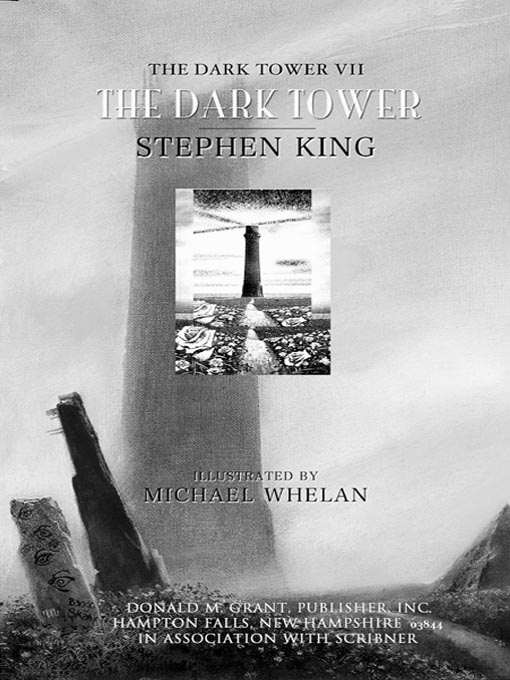 THE DARK TOWER VII
THE DARK TOWER
STEPHEN KING
ILLUSTRATED BY
MICHAEL WHELAN
DONALD M. GRANT, PUBLISHER, INC.
HAMPTON FALLS, NEW HAMPSHIRE 03844
IN ASSOCIATION WITH SCRIBNER